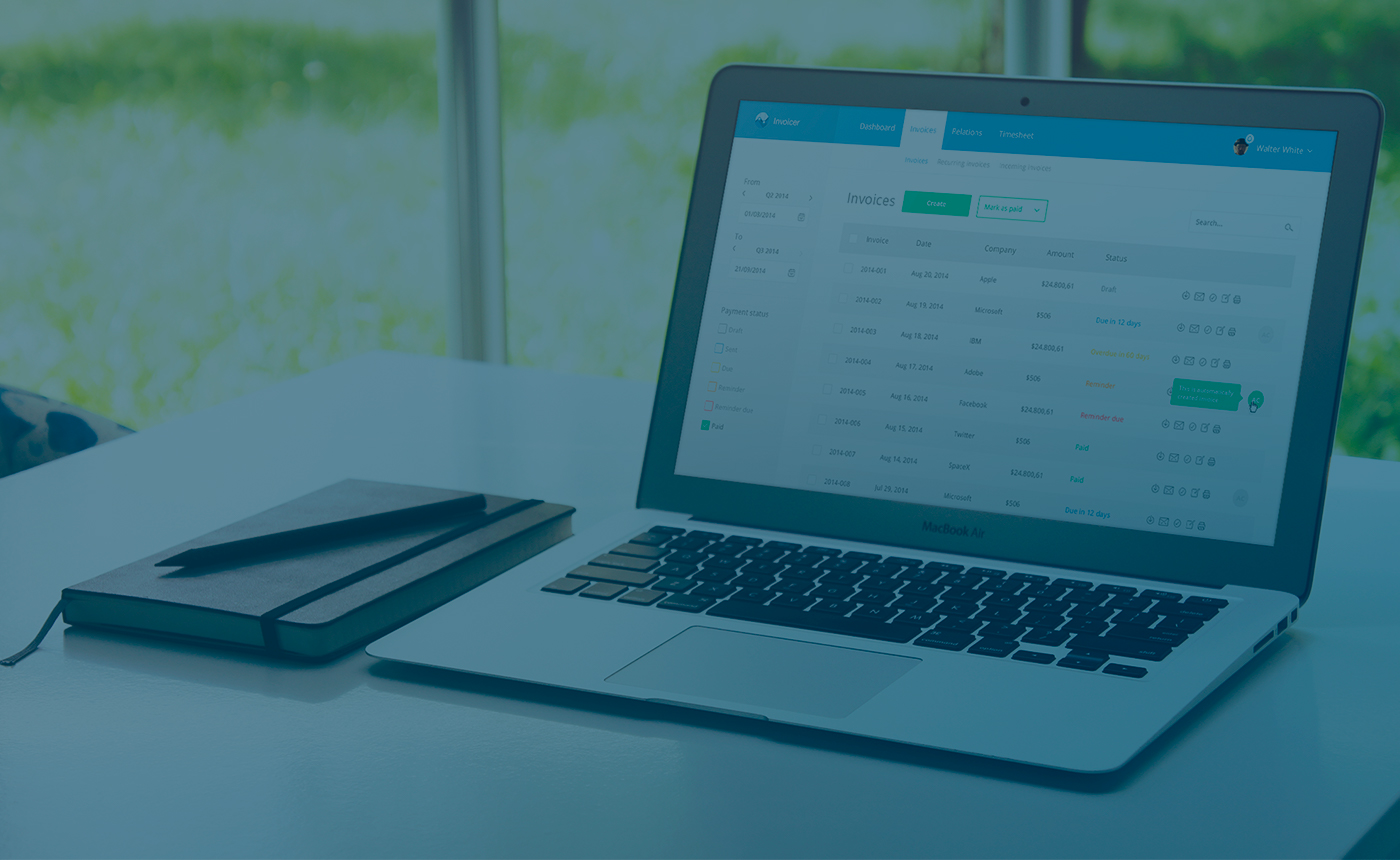 Invoicer Dashboard Invoices Relations Timesheet Walter White
Invoices Recurring invoices Incoming invoices
From
Q3 2014
01/08/2014
To
Q3 2014
Payment status
Draft
Sent
Due
Reminder
Reminder due
Paid
Invoices Create Mark as paid Search...
Invoice Date Company Amount Status
2014-001 Aug 20, 2014 Apple $24.800,61 Draft
2014-002 Aug 19, 2014 Microsoft $506 Due in 12 days
2014-003 Aug 18, 2014 IBM $24.800,61
2014-004 Aug 17, 2014 Adobe $506 Reminder
2014-005 Aug 16, 2014 Facebook $24.800,61 Reminder due
2014-006 Aug 15, 2014 Twitter $506 Paid
2014-007 Aug 14, 2014 SpaceX $24.800,61 Paid
2014-008 Jul 29, 2014 Microsoft $506 Due in 12 days
MacBook Air